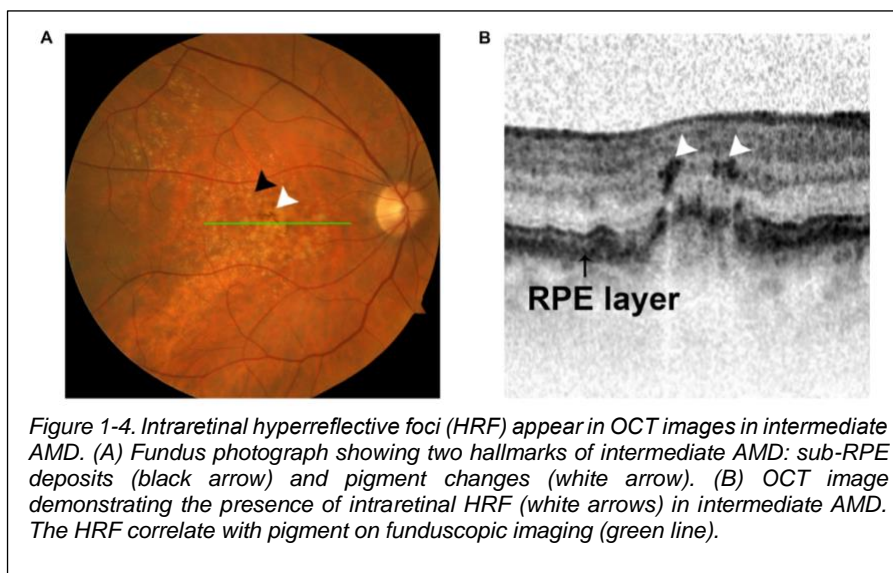 A
B
RPE layer
Figure 1-4. Intraretinal hyperreflective foci (HRF) appear in OCT images in intermediate
AMD. (A) Fundus photograph showing two hallmarks of intermediate AMD: sub-RPE
deposits (black arrow) and pigment changes (white arrow). (B) OCT image
demonstrating the presence of intraretinal HRF (white arrows) in intermediate AMD.
The HRF correlate with pigment on funduscopic imaging (green line).